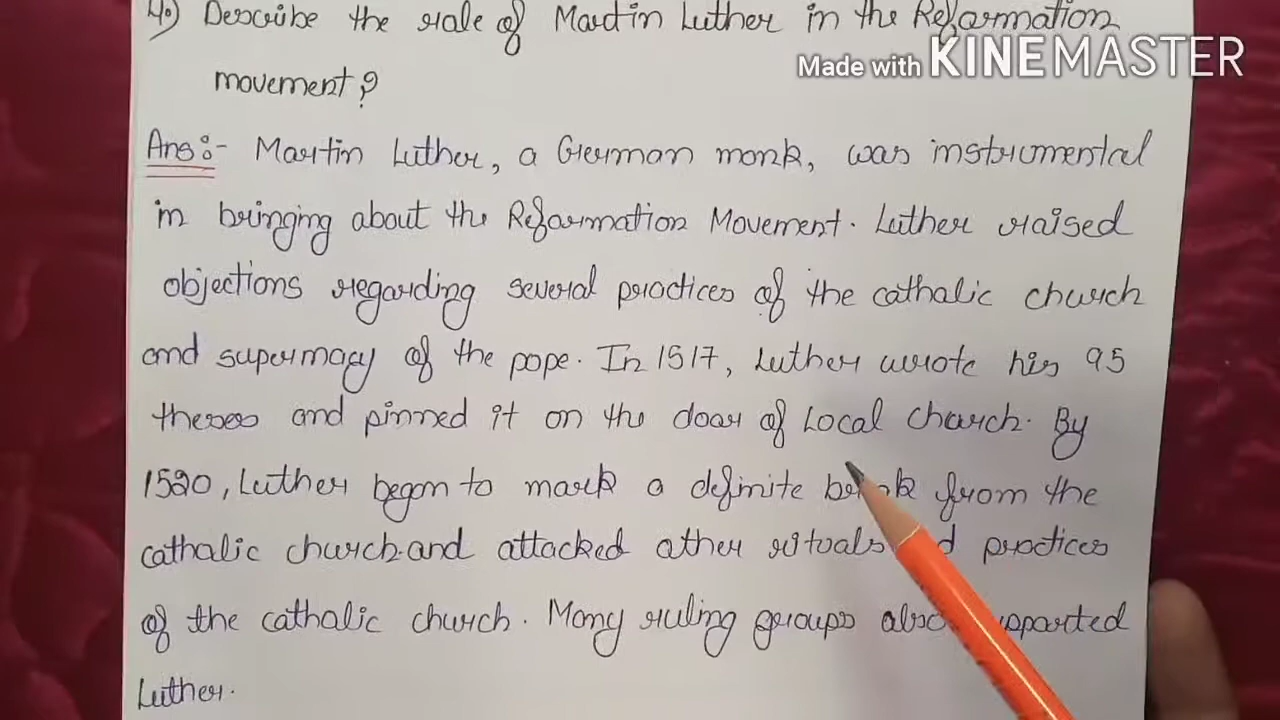 4.) Describe the role of Martin Luther in the Reformation
Made with KINEMASTER
movement?
Ans:- Martin Luther, a German monk, was instrumental
in bringing about the Reformation Movement. Luther raised
objections regarding several practices of the catholic church
and supermacy of the pope. In 1517, Luther wrote his 95
theses and pinned it on the door of Local Church. By
1520, Luther began to mark a definite from the
catholic church and attacked other rituals practices
of the catholic church. Many ruling groups also
Luther.